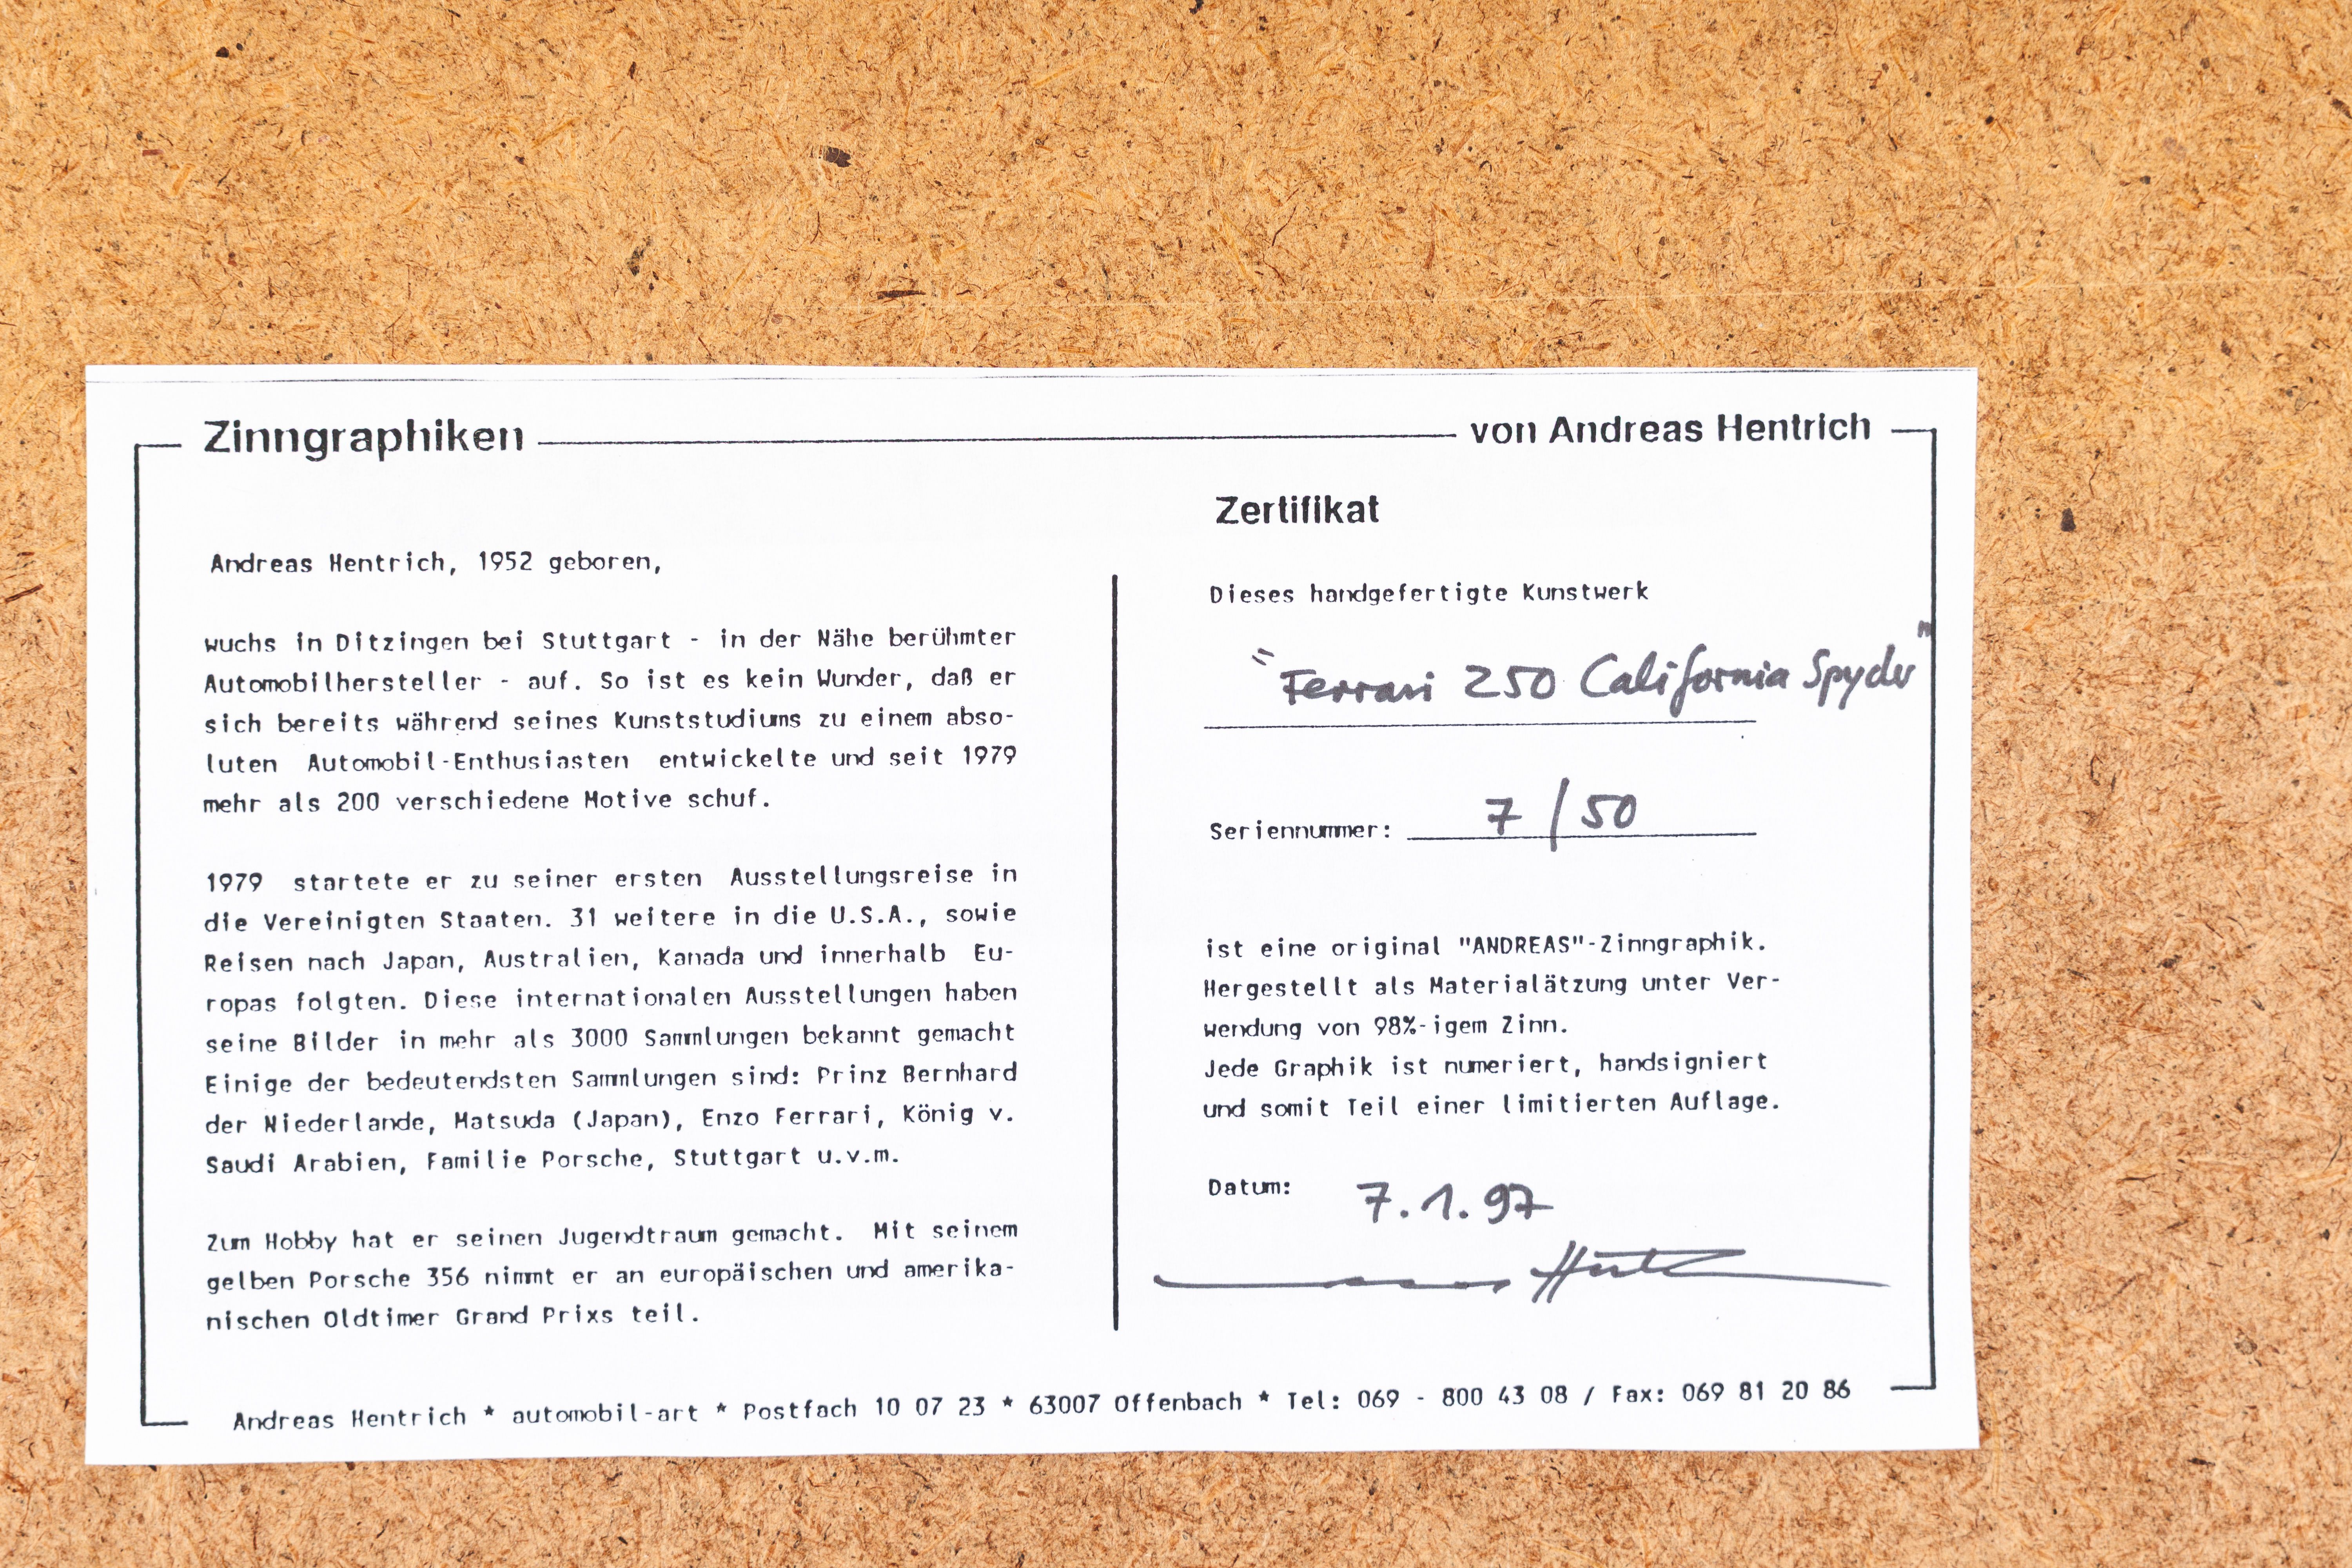 Zinngraphiken von Andreas Hentrich
Andreas Hentrich, 1952 geboren,
wuchs in Ditzingen bei Stuttgart - in der Nähe berühmter
Automobilhersteller - auf. So ist es kein Wunder, daß er
sich bereits während seines Kunststudiums zu einem abso-
luten Automobil-Enthusiasten entwickelte und seit 1979
mehr als 200 verschiedene Motive schuf.
1979 startete er zu seiner ersten Ausstellungsreise in
die Vereinigten Staaten. 31 weitere in die U.S.A., sowie
Reisen nach Japan, Australien, Kanada und innerhalb Eu-
ropas folgten. Diese internationalen Ausstellungen haben
seine Bilder in mehr als 3000 Sammlungen bekannt gemacht
Einige der bedeutendsten Sammlungen sind: Prinz Bernhard
der Niederlande, Matsuda (Japan), Enzo Ferrari, König v.
Saudi Arabien, Familie Porsche, Stuttgart u.v.m.
Zum Hobby hat er seinen Jugendtraum gemacht. Mit seinem
gelben Porsche 356 nimmt er an europäischen und amerika-
nischen Oldtimer Grand Prixs teil.
Zertifikat
Dieses handgefertigte Kunstwerk
"Ferrari 250 California Spyder"
Seriennummer: 7/50
ist eine original "ANDREAS"-Zinngraphik.
Hergestellt als Materialätzung unter Ver-
wendung von 98%-igem Zinn.
Jede Graphik ist numeriert, handsigniert
und somit Teil einer limitierten Auflage.
Datum: 7.1.97
Andreas Hentrich * automobil-art * Postfach 10 07 23 * 63007 Offenbach * Tel: 069 - 800 43 08 / Fax: 069 81 20 86